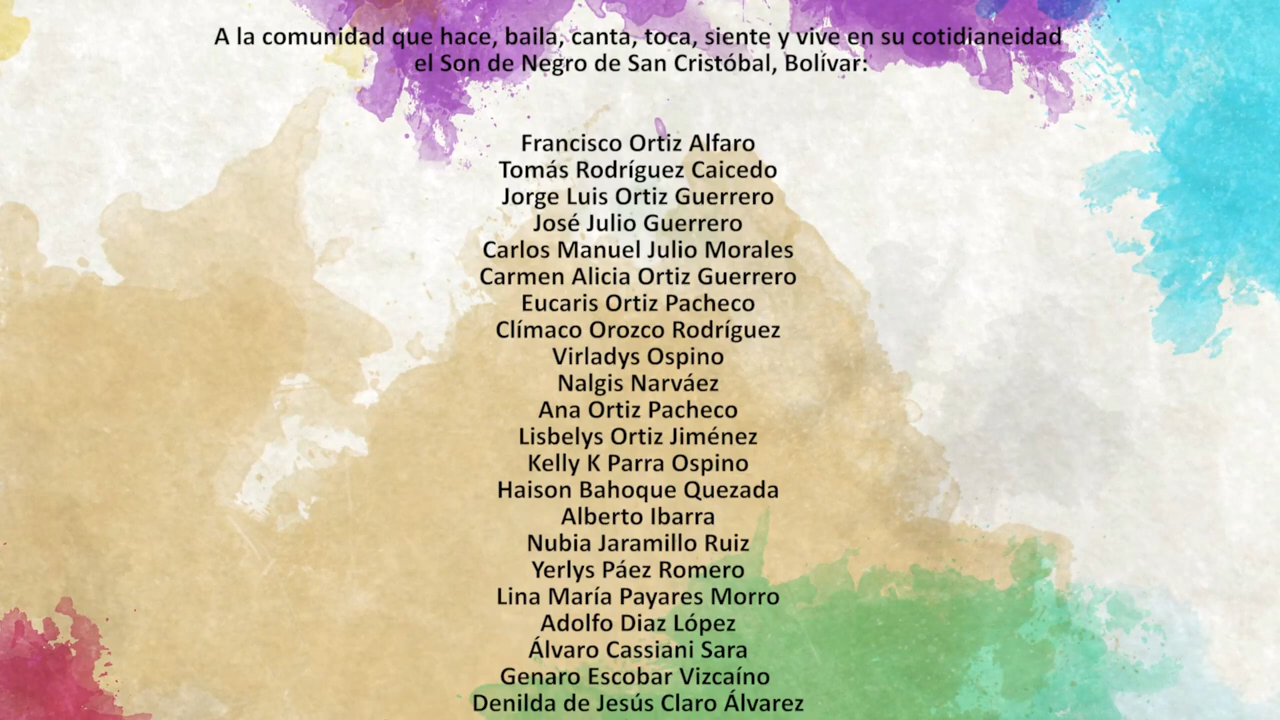 A la comunidad que hace, baila, canta, toca, siente y vive en su cotidianeidad
el Son de Negro de San Cristóbal, Bolívar:
Francisco Ortiz Alfaro
Tomás Rodríguez Caicedo
Jorge Luis Ortiz Guerrero
José Julio Guerrero
Carlos Manuel Julio Morales
Carmen Alicia Ortiz Guerrero
Eucaris Ortiz Pacheco
Clímaco Orozco Rodríguez
Virladys Ospino
Nalgis Narváez
Ana Ortiz Pacheco
Lisbelys Ortiz Jiménez
Kelly K Parra Ospino
Haison Bahoque Quezada
Alberto Ibarra
Nubia Jaramillo Ruiz
Yerlys Páez Romero
Lina María Payares Morro
Adolfo Diaz López
Álvaro Cassiani Sara
Genaro Escobar Vizcaíno
Denilda de Jesús Claro Álvarez